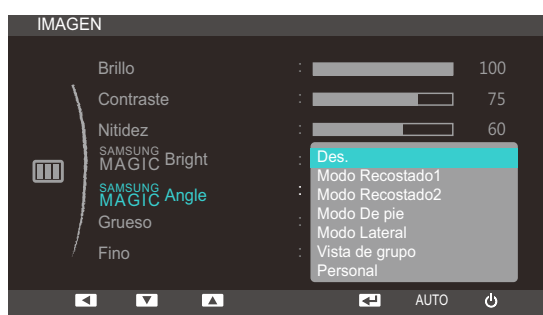 IMAGEN
Brillo : 100
Contraste : 75
Nitidez : 60
SAMSUNG MAGIC Bright :
SAMSUNG MAGIC Angle :
Grueso :
Fino :
Des.
Modo Recostado1
Modo Recostado2
Modo De pie
Modo Lateral
Vista de grupo
Personal
AUTO